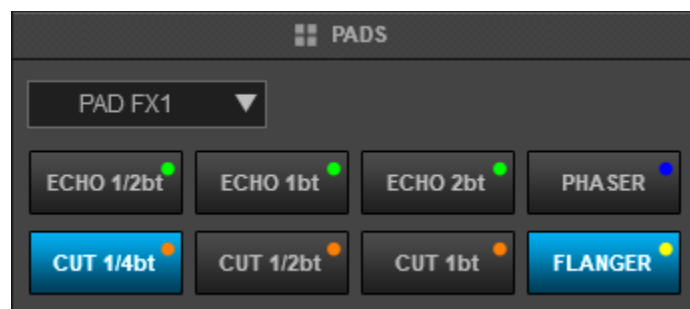 PADS
PAD FX1
ECHO 1/2bt ECHO 1bt ECHO 2bt PHASER
CUT 1/4bt CUT 1/2bt CUT 1bt FLANGER